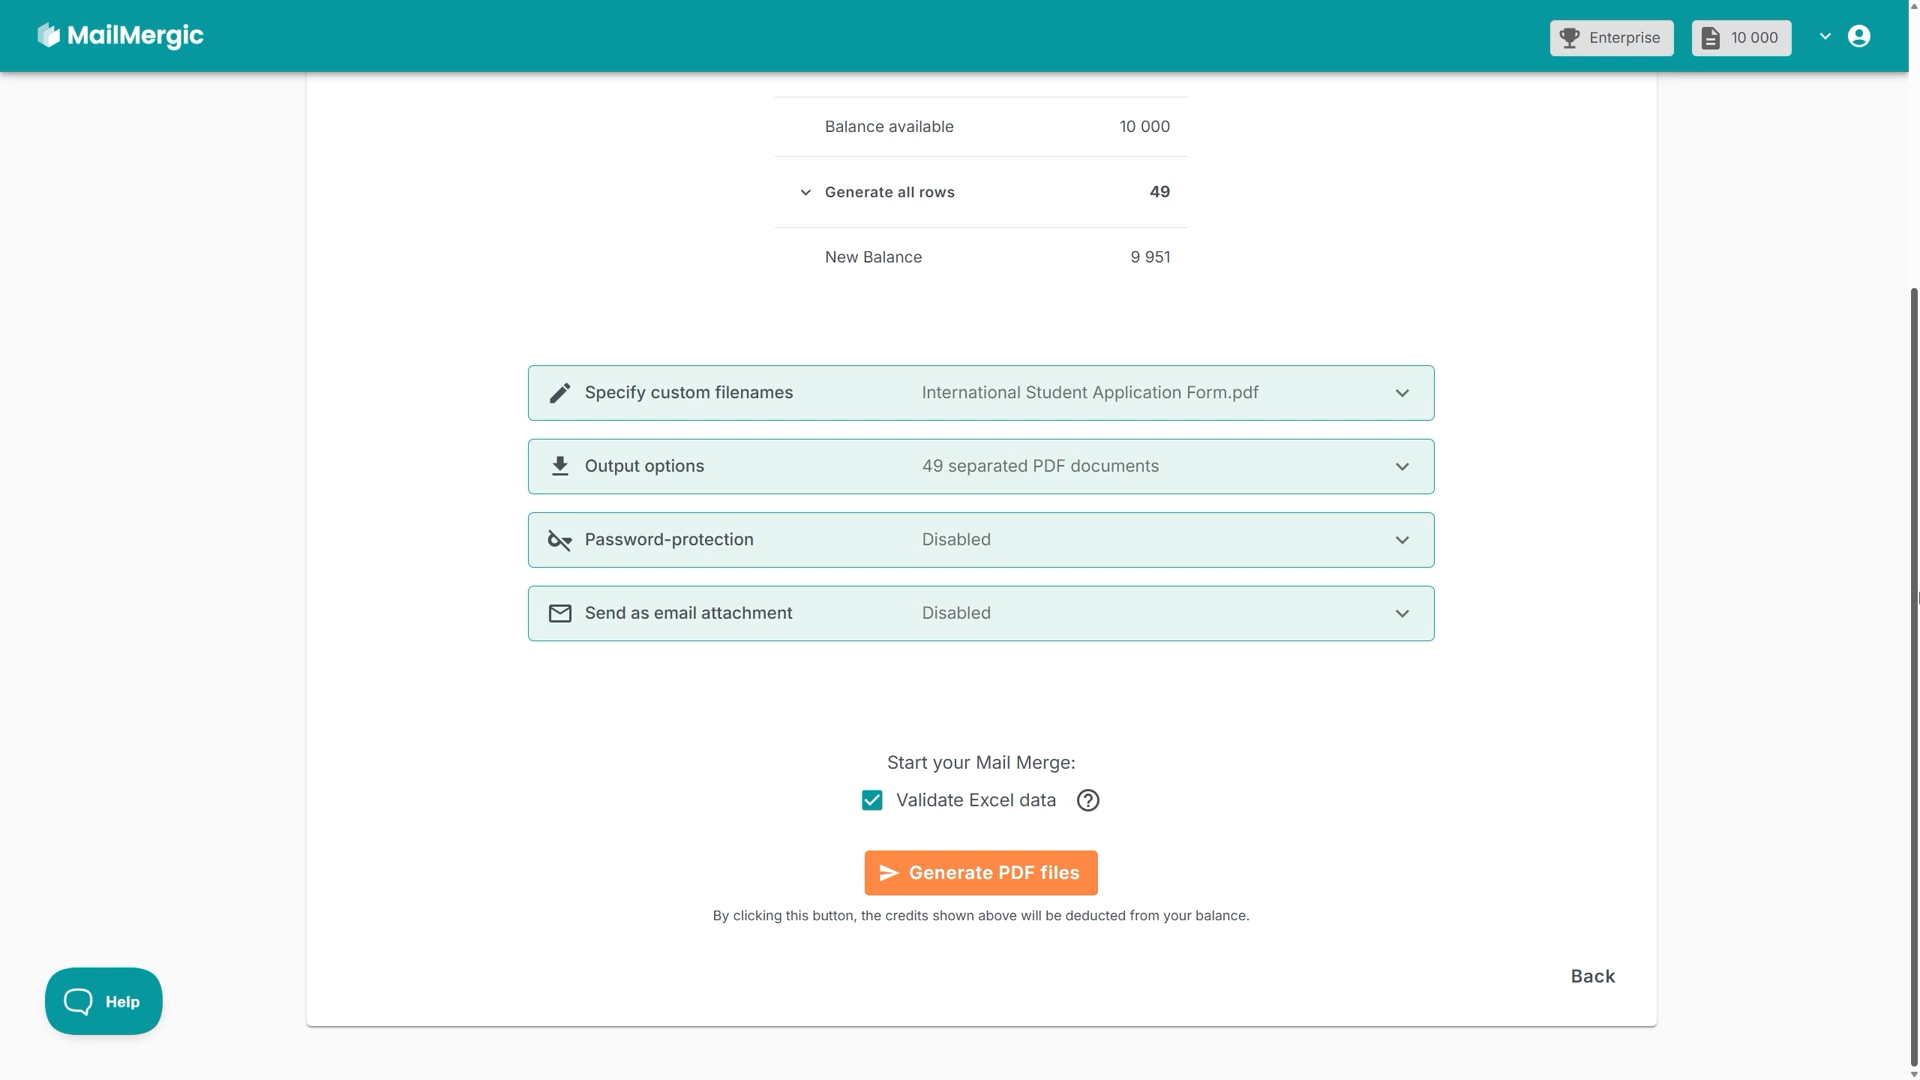 MailMergic
Enterprise
10 000
Balance available 10 000
Generate all rows 49
New Balance 9 951
Specify custom filenames International Student Application Form.pdf
Output options 49 separated PDF documents
Password-protection Disabled
Send as email attachment Disabled
Start your Mail Merge:
Validate Excel data
Generate PDF files
By clicking this button, the credits shown above will be deducted from your balance.
Back
Help